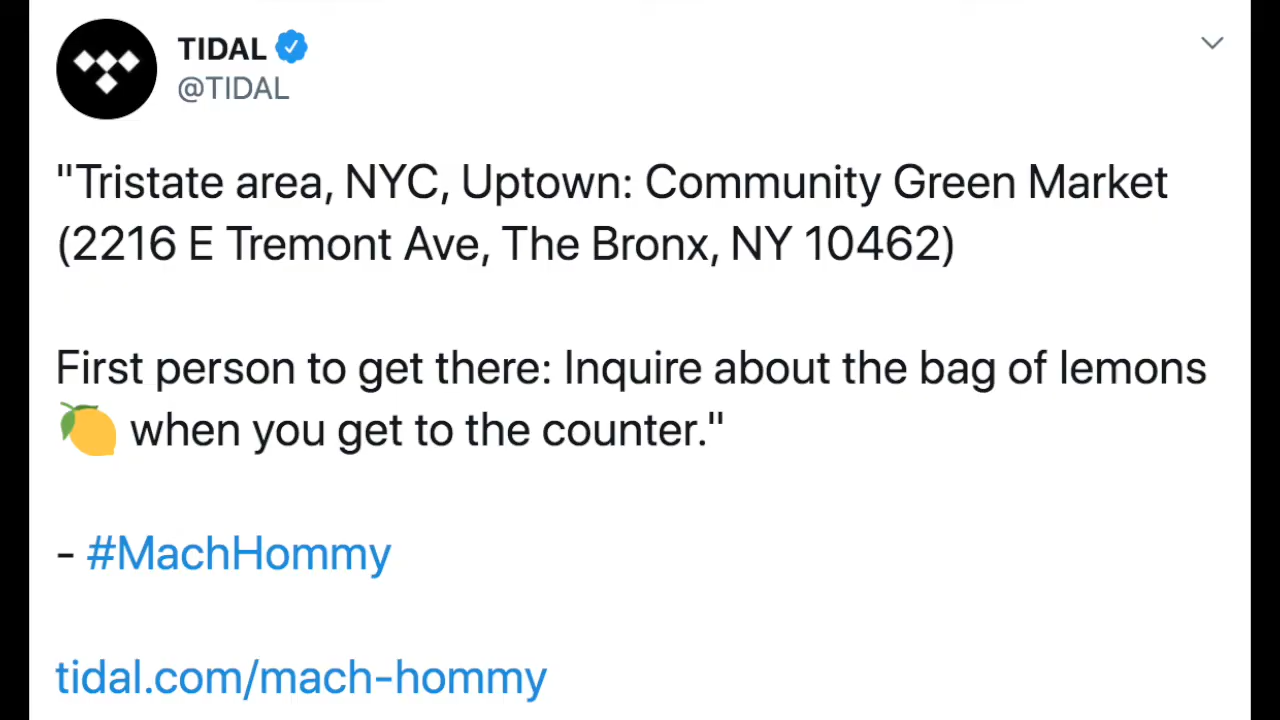 TIDAL
@TIDAL
"Tristate area, NYC, Uptown: Community Green Market
(2216 E Tremont Ave, The Bronx, NY 10462)
First person to get there: Inquire about the bag of lemons
🍋 when you get to the counter."
- #MachHommy
tidal.com/mach-hommy